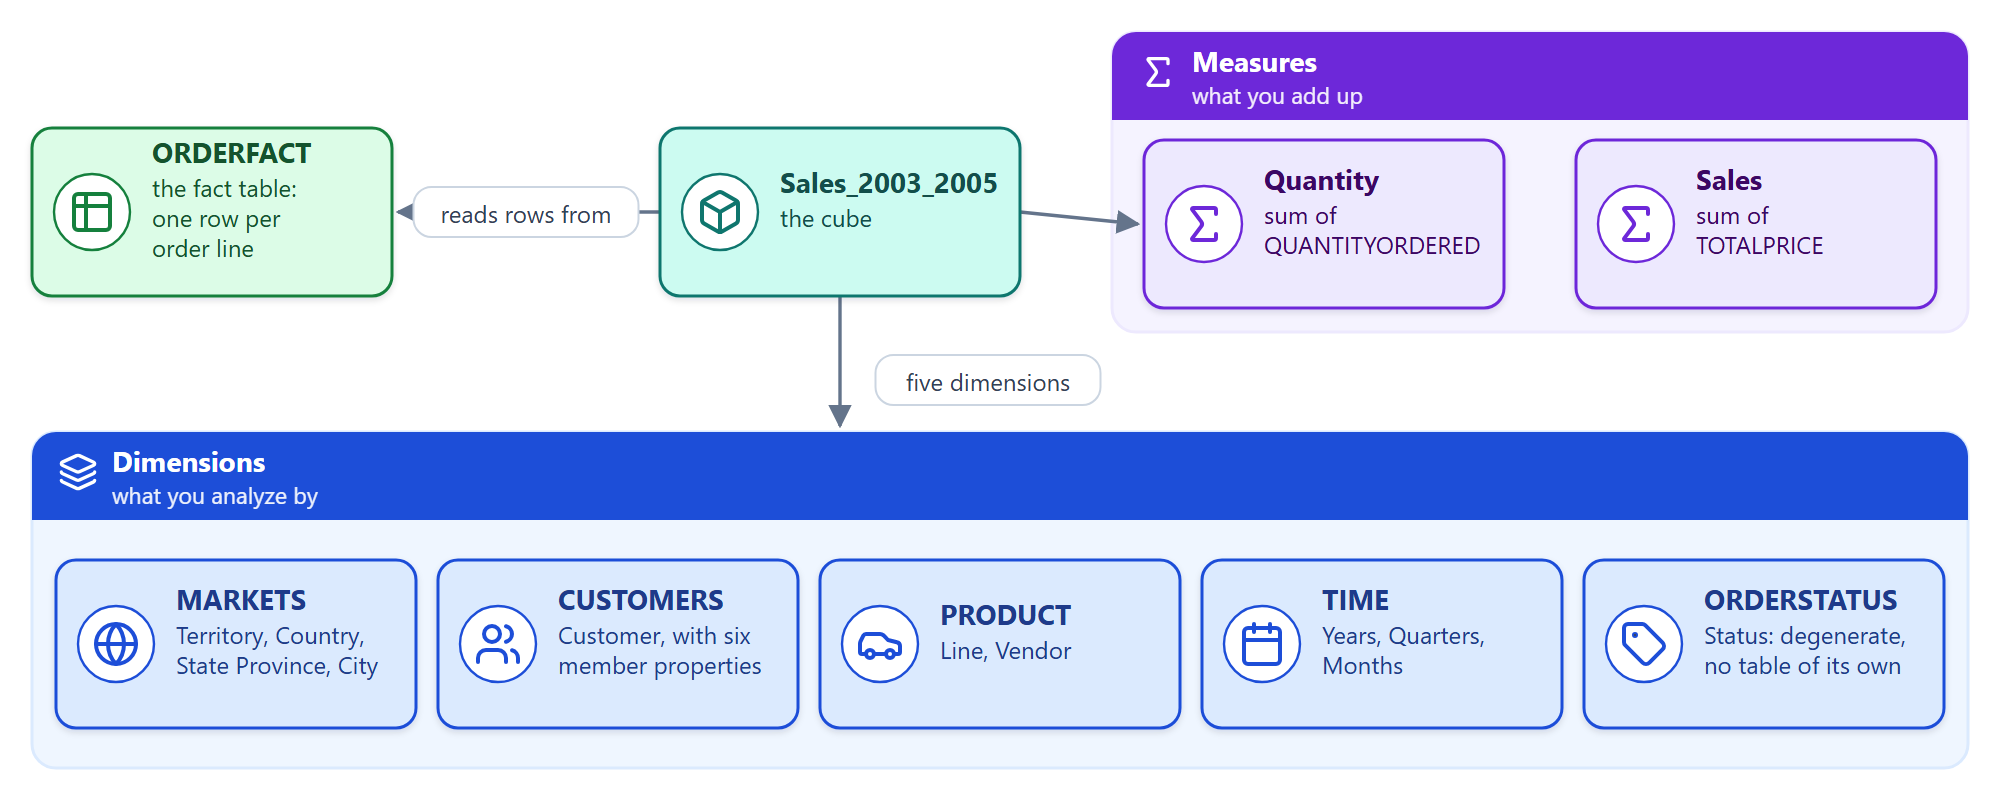 Measures
what you add up
ORDERFACT
the fact table:
one row per
order line
reads rows from
Sales_2003_2005
the cube
Quantity
sum of
QUANTITYORDERED
Sales
sum of
TOTALPRICE
five dimensions
Dimensions
what you analyze by
MARKETS
Territory, Country,
State Province, City
CUSTOMERS
Customer, with six
member properties
PRODUCT
Line, Vendor
TIME
Years, Quarters,
Months
ORDERSTATUS
Status: degenerate,
no table of its own